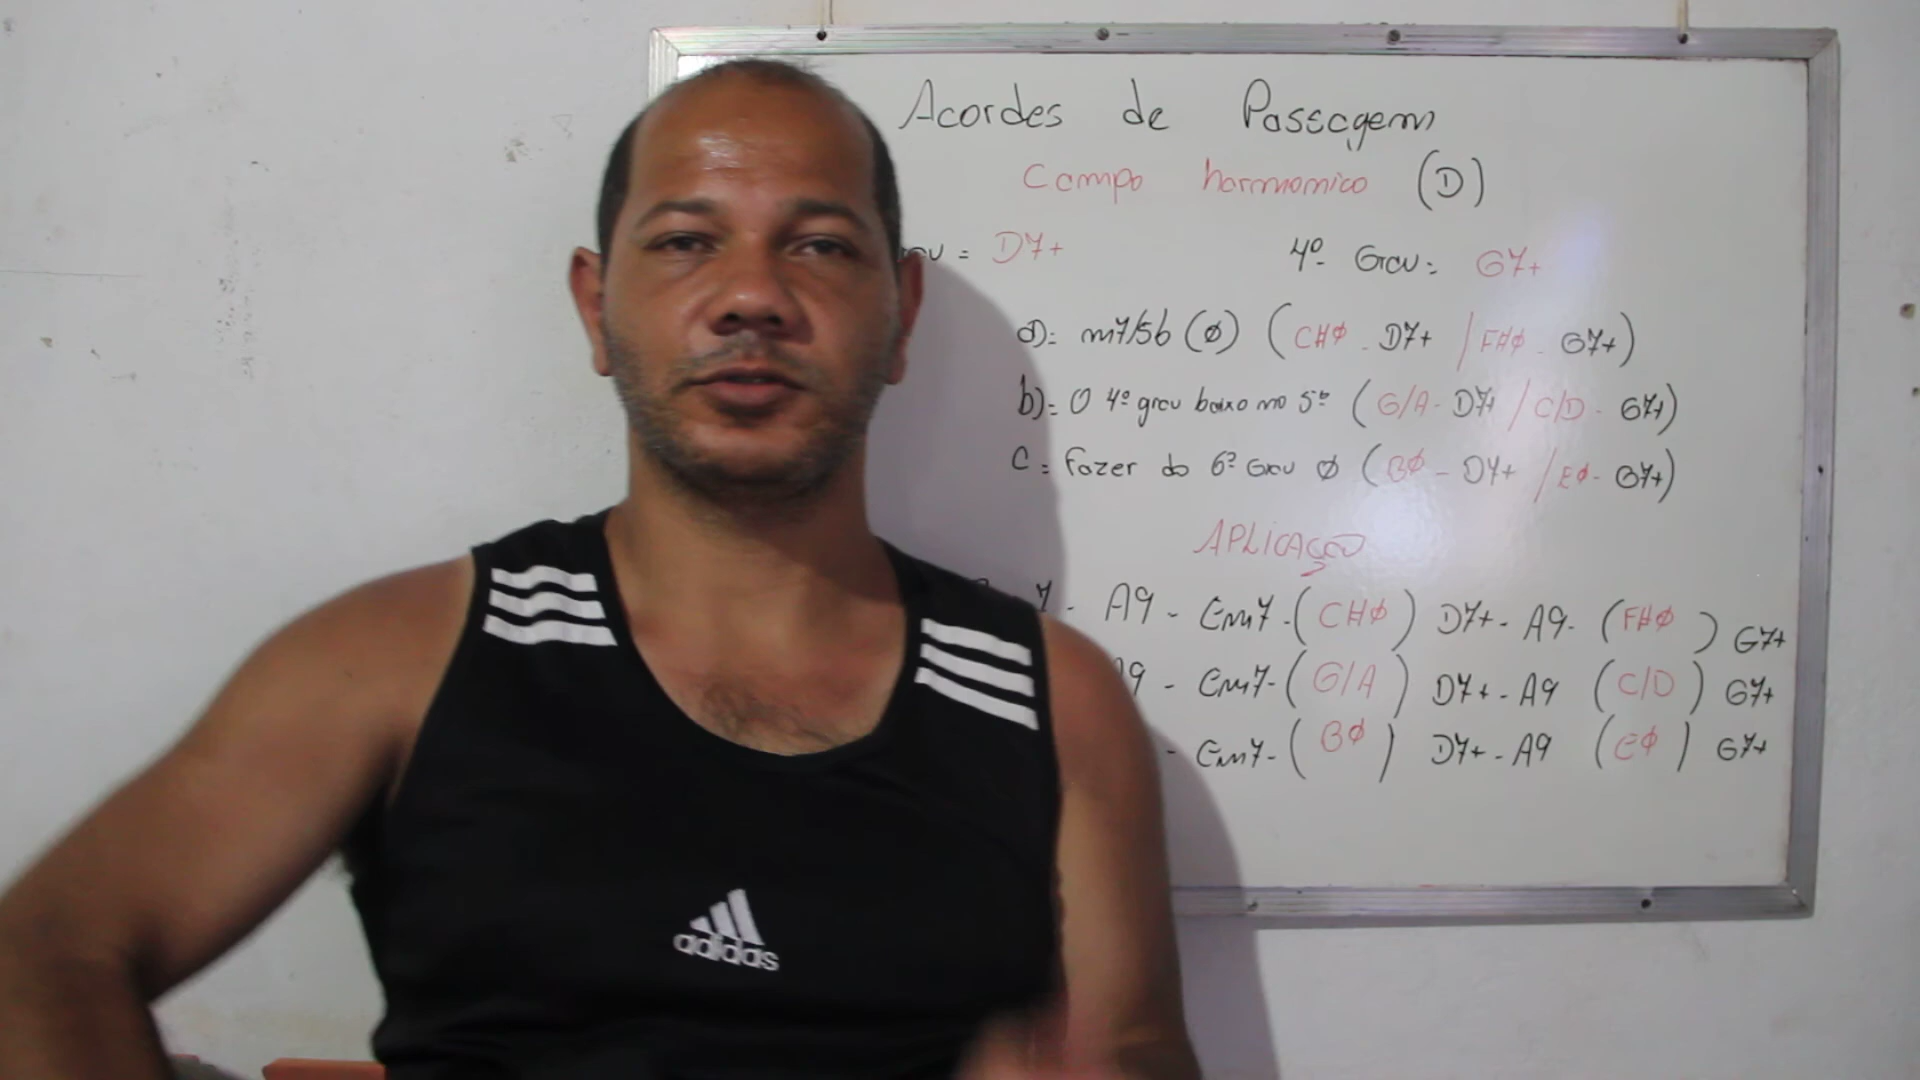 Acordes de Passagem
Campo harmonico (D)
= D7+ 4º Grau: G7+
a)= m7/5b (ø) (C#ø - D7+ / F#ø - G7+)
b)= O 4º grau baixo no 5º (G/A - D7+ / C/D - G7+)
C = Fazer do 6º Grau ø (Bø - D7+ / Eø - G7+)
APLICAÇÃO
7 - A9 - Em7 - (C#ø) D7+ - A9 - (F#ø) G7+
9 - Em7 - (G/A) D7+ - A9 (C/D) G7+
- Em7 - (Bø) D7+ - A9 (Eø) G7+
adidas